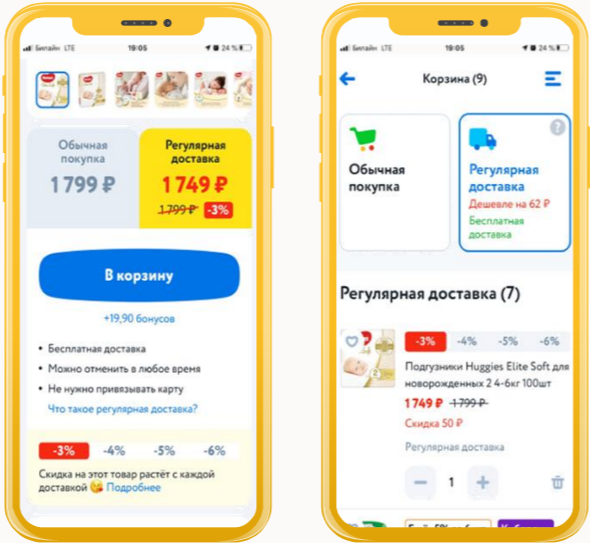 Билайн LTE 19:05 24 %
Обычная
покупка
1 799 ₽
Регулярная
доставка
1 749 ₽
1 799 ₽ -3%
В корзину
+19,90 бонусов
• Бесплатная доставка
• Можно отменить в любое время
• Не нужно привязывать карту
Что такое регулярная доставка?
-3% -4% -5% -6%
Скидка на этот товар растёт с каждой
доставкой 😘 Подробнее
Билайн LTE 19:05 24 %
Корзина (9)
Обычная
покупка
?
Регулярная
доставка
Дешевле на 62 ₽
Бесплатная
доставка
Регулярная доставка (7)
-3% -4% -5% -6%
Подгузники Huggies Elite Soft для
новорожденных 2 4-6кг 100шт
1 749 ₽ 1 799 ₽
Скидка 50 ₽
Регулярная доставка
− 1 +